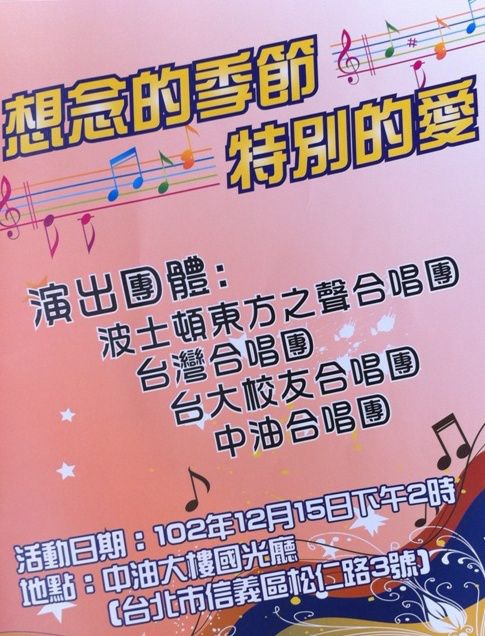 想念的季節
特別的愛
演出團體：
波士頓東方之聲合唱團
台灣合唱團
台大校友合唱團
中油合唱團
活動日期：102年12月15日下午2時
地點：中油大樓國光廳
(台北市信義區松仁路3號)